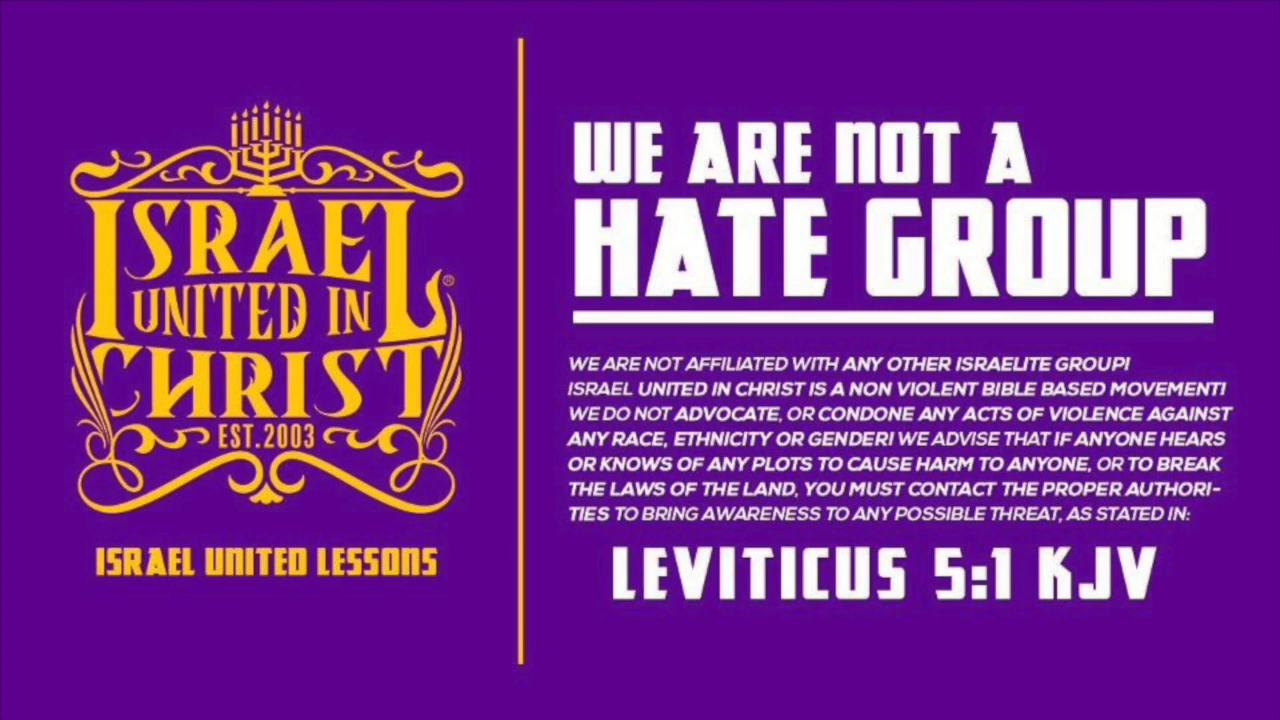 ISRAEL
UNITED IN
CHRIST
®
EST. 2003
ISRAEL UNITED LESSONS
WE ARE NOT A
HATE GROUP
WE ARE NOT AFFILIATED WITH ANY OTHER ISRAELITE GROUP!
ISRAEL UNITED IN CHRIST IS A NON VIOLENT BIBLE BASED MOVEMENT!
WE DO NOT ADVOCATE, OR CONDONE ANY ACTS OF VIOLENCE AGAINST
ANY RACE, ETHNICITY OR GENDER! WE ADVISE THAT IF ANYONE HEARS
OR KNOWS OF ANY PLOTS TO CAUSE HARM TO ANYONE, OR TO BREAK
THE LAWS OF THE LAND, YOU MUST CONTACT THE PROPER AUTHORI-
TIES TO BRING AWARENESS TO ANY POSSIBLE THREAT, AS STATED IN:
LEVITICUS 5:1 KJV